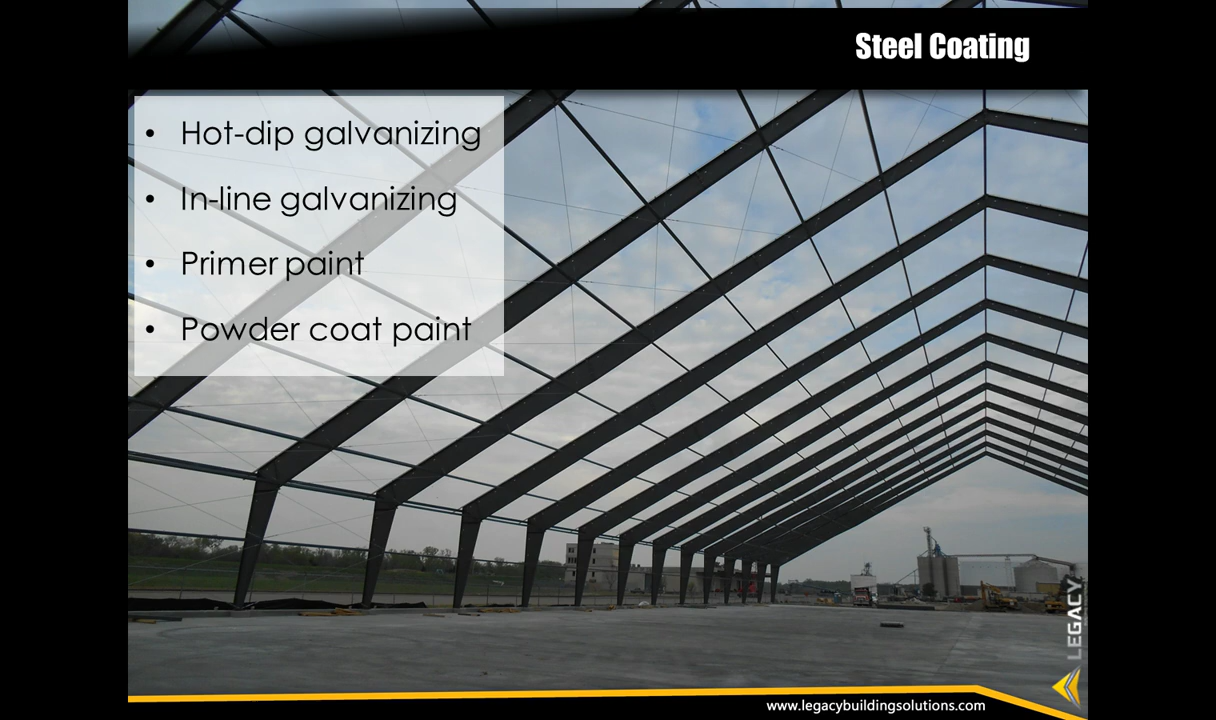 Steel Coating
• Hot-dip galvanizing
• In-line galvanizing
• Primer paint
• Powder coat paint
LEGACY
www.legacybuildingsolutions.com